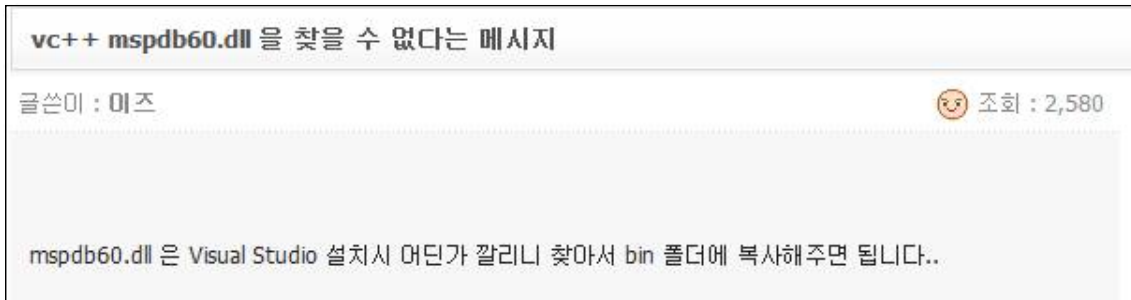 vc++ mspdb60.dll 을 찾을 수 없다는 메시지
글쓴이 : 이즈
조회 : 2,580
mspdb60.dll 은 Visual Studio 설치시 어딘가 깔리니 찾아서 bin 폴더에 복사해주면 됩니다..